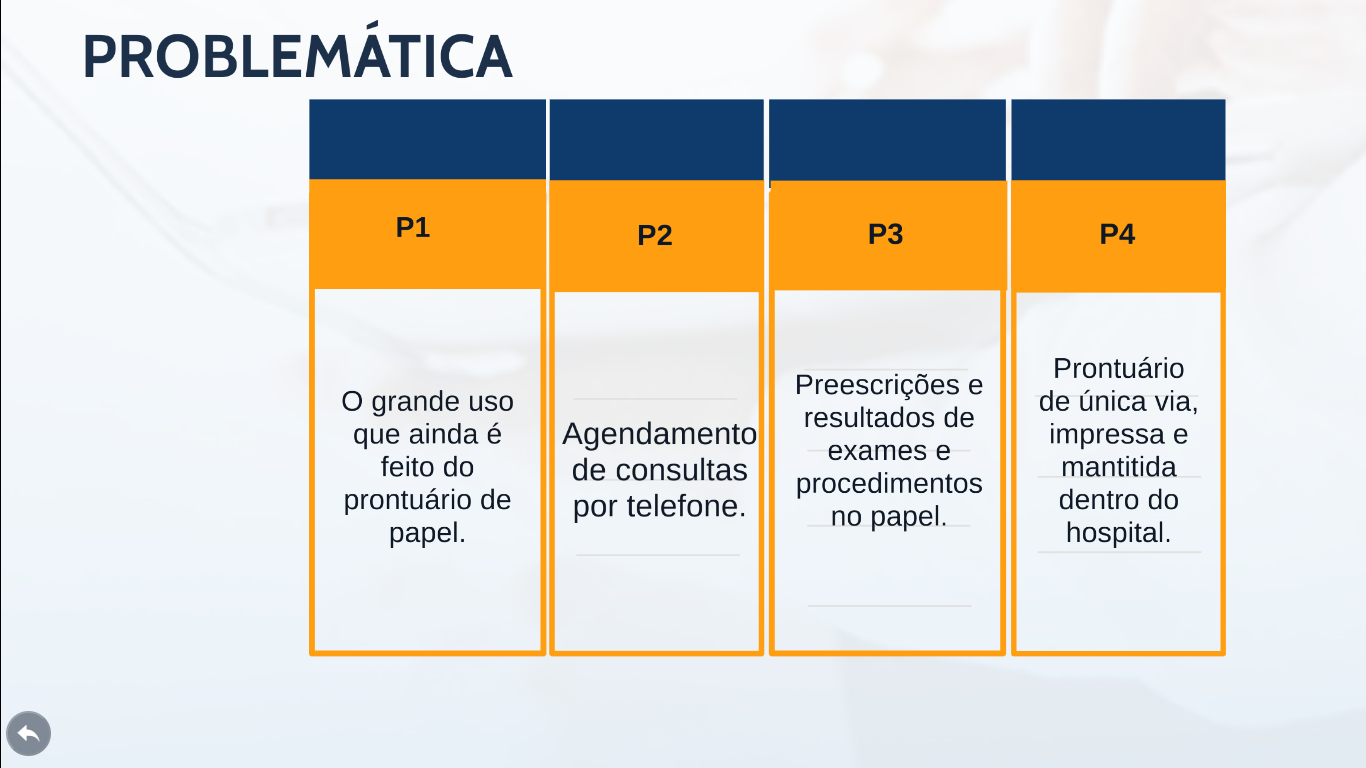 PROBLEMÁTICA
P1
P2
P3
P4
O grande uso
que ainda é
feito do
prontuário de
papel.
Agendamento
de consultas
por telefone.
Preescrições e
resultados de
exames e
procedimentos
no papel.
Prontuário
de única via,
impressa e
mantitida
dentro do
hospital.